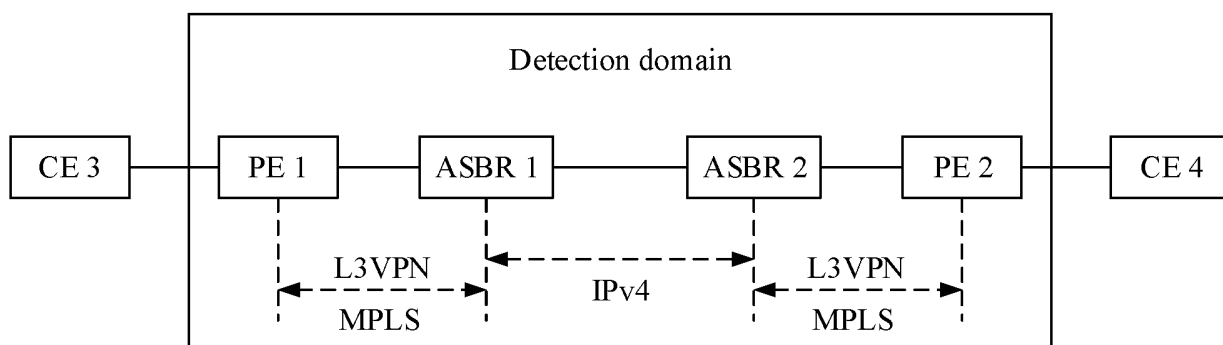 Detection domain
CE 3
PE 1
ASBR 1
ASBR 2
PE 2
CE 4
L3VPN
MPLS
IPv4
L3VPN
MPLS